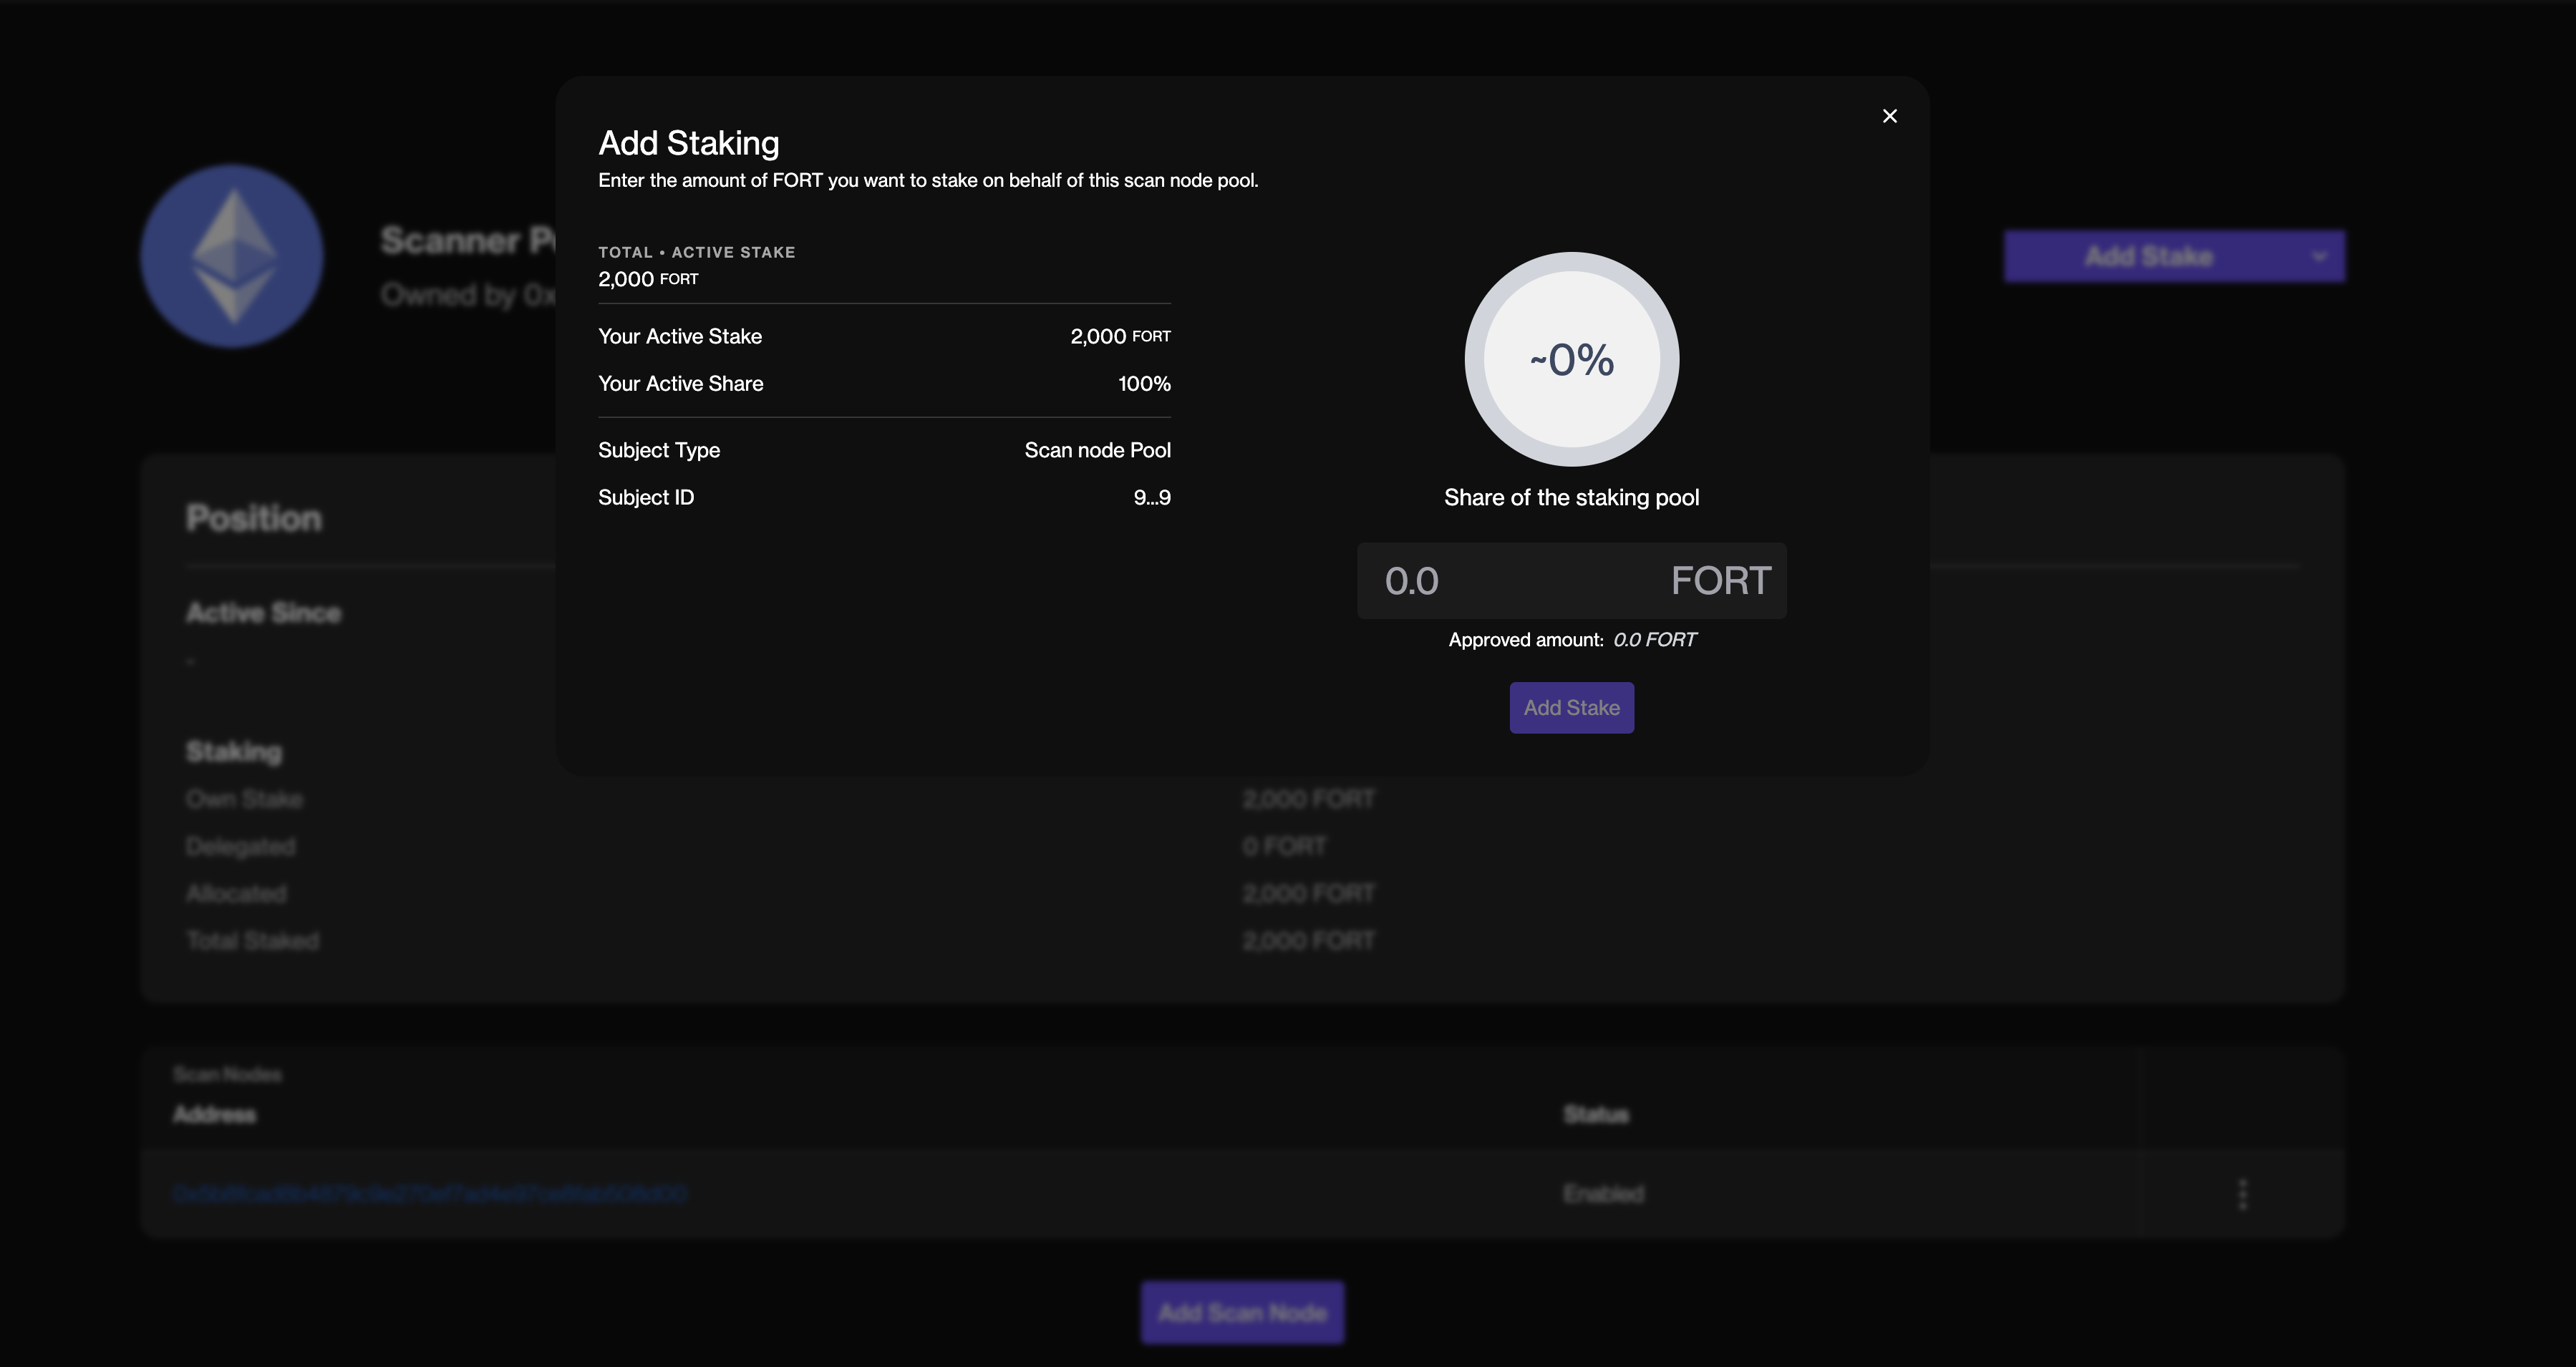 Add Staking
Enter the amount of FORT you want to stake on behalf of this scan node pool.
TOTAL • ACTIVE STAKE
2,000 FORT
Your Active Stake 2,000 FORT
Your Active Share 100%
Subject Type Scan node Pool
Subject ID 9...9
~0%
Share of the staking pool
0.0 FORT
Approved amount: 0.0 FORT
Add Stake
Scanner
Owned by 0x
Add Stake
Position
Active Since
-
Staking
Own Stake 2,000 FORT
Delegated 0 FORT
Allocated 2,000 FORT
Total Staked 2,000 FORT
Scan Nodes
Address Status
Enabled
Add Scan Node